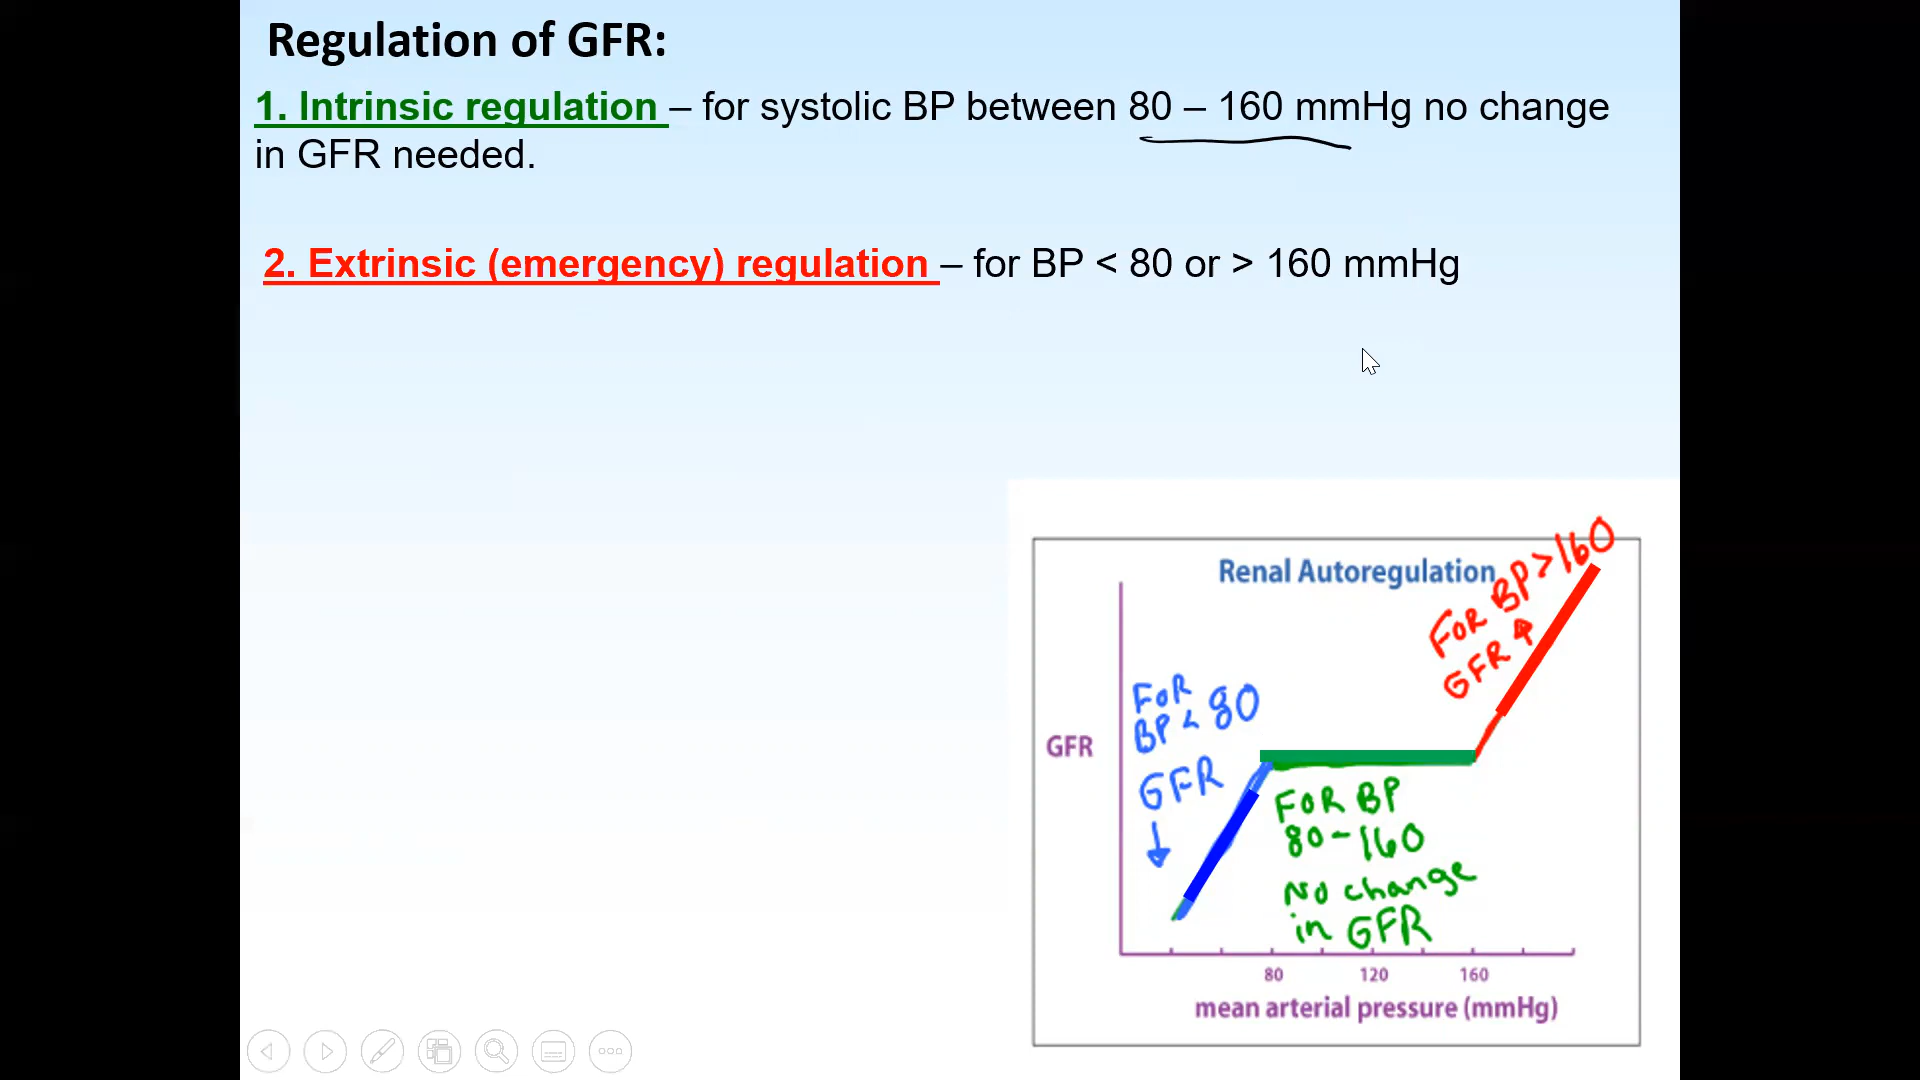 Regulation of GFR:
1. Intrinsic regulation – for systolic BP between 80 – 160 mmHg no change
in GFR needed.
2. Extrinsic (emergency) regulation – for BP < 80 or > 160 mmHg
Renal Autoregulation
FOR BP > 160
GFR ↑
FOR
BP < 80
GFR
↓
GFR
FOR BP
80-160
No change
in GFR
80 120 160
mean arterial pressure (mmHg)